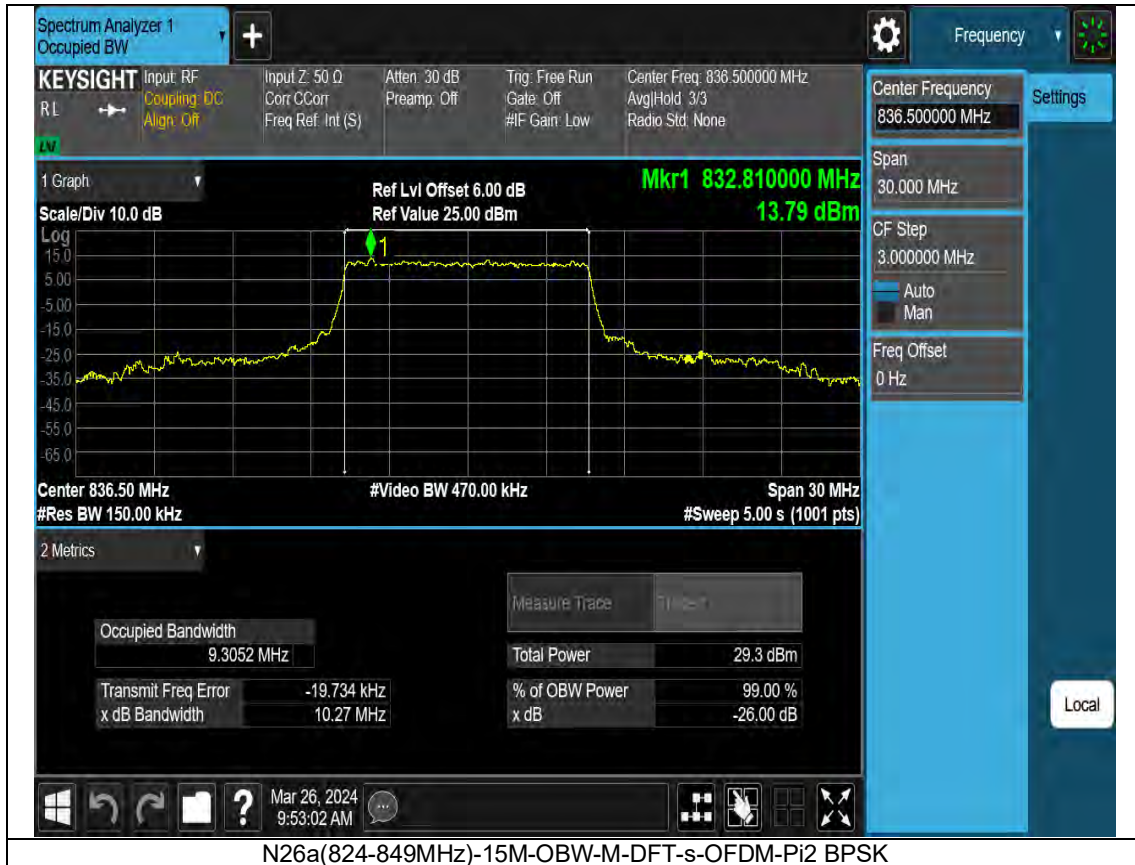 Spectrum Analyzer 1
Occupied BW
+
Frequency
KEYSIGHT Input: RF Input Z: 50 Ω Atten: 30 dB Trig: Free Run Center Freq: 836.500000 MHz
RL Coupling: DC Corr CCorr Preamp: Off Gate: Off Avg|Hold: 3/3
Align: Off Freq Ref: Int (S) #IF Gain: Low Radio Std: None
LNI
Center Frequency
836.500000 MHz
Settings
Span
30.000 MHz
CF Step
3.000000 MHz
Auto
Man
Freq Offset
0 Hz
Local
1 Graph
Ref Lvl Offset 6.00 dB Mkr1 832.810000 MHz
Scale/Div 10.0 dB Ref Value 25.00 dBm 13.79 dBm
Log
1
15.0
5.00
-5.00
-15.0
-25.0
-35.0
-45.0
-55.0
-65.0
Center 836.50 MHz #Video BW 470.00 kHz Span 30 MHz
#Res BW 150.00 kHz #Sweep 5.00 s (1001 pts)
2 Metrics
Measure Trace
Occupied Bandwidth
9.3052 MHz
Total Power 29.3 dBm
Transmit Freq Error -19.734 kHz % of OBW Power 99.00 %
x dB Bandwidth 10.27 MHz x dB -26.00 dB
? Mar 26, 2024
9:53:02 AM
N26a(824-849MHz)-15M-OBW-M-DFT-s-OFDM-Pi2 BPSK